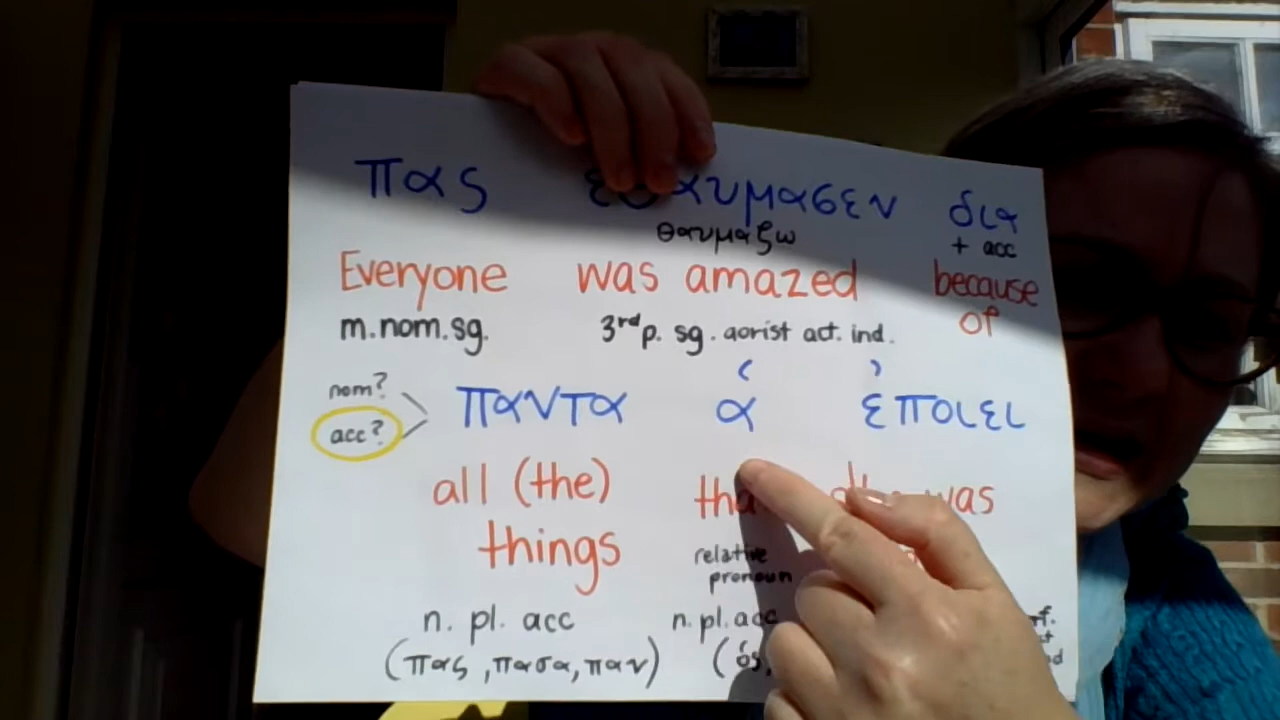 πας εθαυμασεν δια
θαυμαζω + acc
Everyone was amazed because
of
m.nom.sg. 3rd p. sg. aorist act. ind.
nom?
acc?
παντα ἁ ἐποιει
all (the) was
things
relative
pronoun
n. pl. acc n. pl. acc
(πας, πασα, παν) (ὁς,